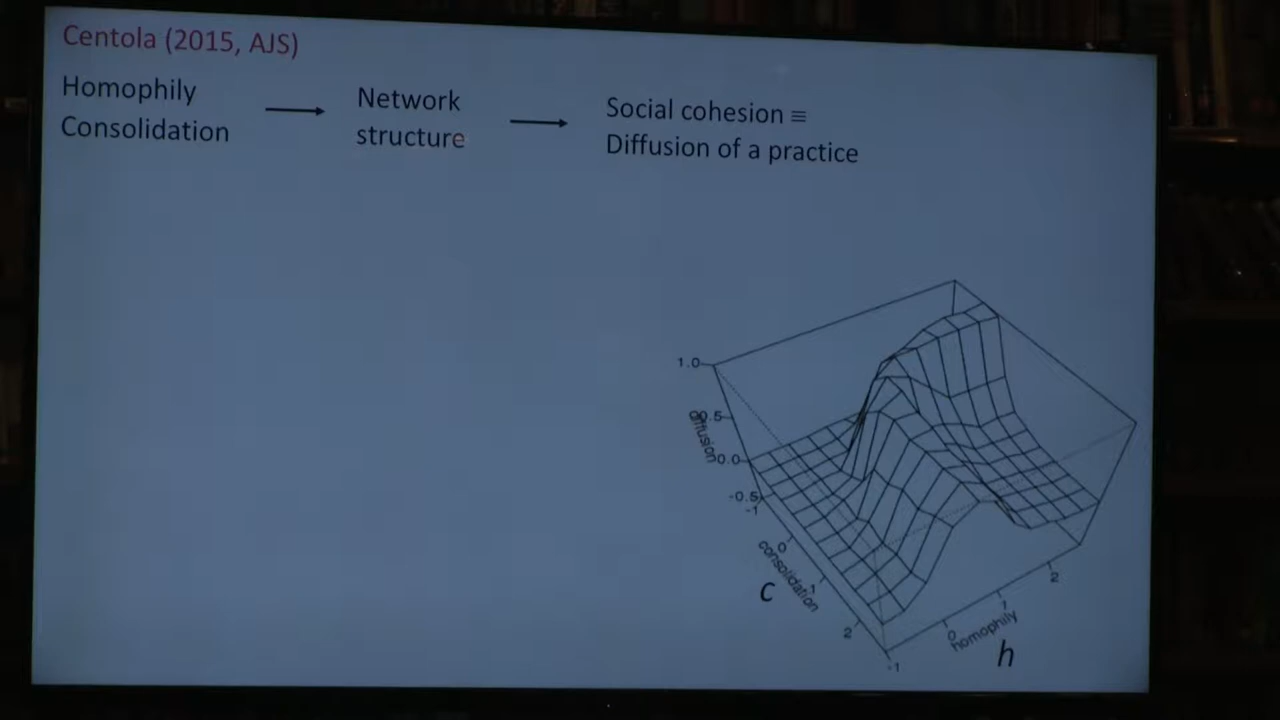 Centola (2015, AJS)
Homophily
Consolidation
Network
structure
Social cohesion ≡
Diffusion of a practice
1.0
0.5
0.0
-0.5
diffusion
-1
0
1
2
consolidation
c
-1
0
1
2
homophily
h